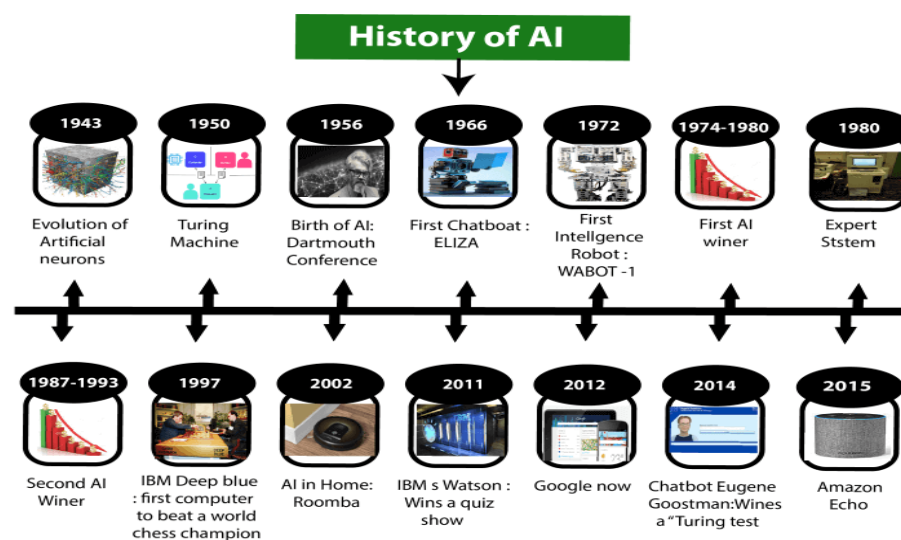 History of AI
1943
Evolution of
Artificial
neurons
1950
Turing
Machine
1956
Birth of AI:
Dartmouth
Conference
1966
First Chatboat :
ELIZA
1972
First
Intellgence
Robot :
WABOT -1
1974-1980
First AI
winer
1980
Expert
Ststem
1987-1993
Second AI
Winer
1997
IBM Deep blue
: first computer
to beat a world
chess champion
2002
AI in Home:
Roomba
2011
IBM s Watson :
Wins a quiz
show
2012
Google now
2014
Chatbot Eugene
Goostman:Wines
a “Turing test
2015
Amazon
Echo